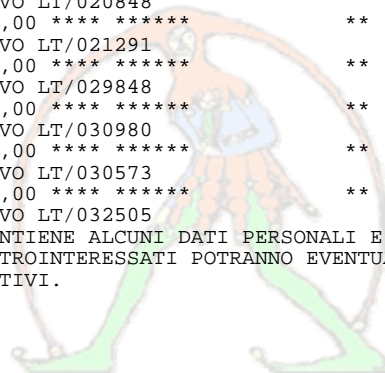 VO LT/020848
,00 **** ****** **
VO LT/021291
,00 **** ****** **
VO LT/029848
,00 **** ****** **
VO LT/030980
,00 **** ****** **
VO LT/030573
,00 **** ****** **
VO LT/032505
NTIENE ALCUNI DATI PERSONALI E
TROINTERESSATI POTRANNO EVENTUA
TIVI.